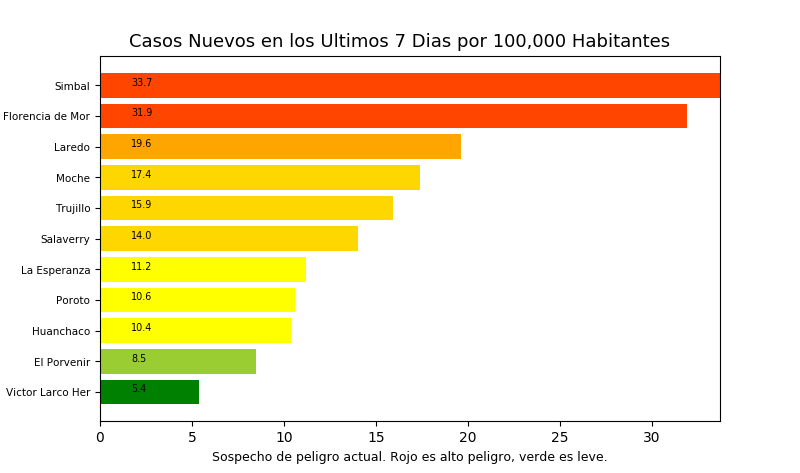 Casos Nuevos en los Ultimos 7 Dias por 100,000 Habitantes
Simbal 33.7
Florencia de Mor 31.9
Laredo 19.6
Moche 17.4
Trujillo 15.9
Salaverry 14.0
La Esperanza 11.2
Poroto 10.6
Huanchaco 10.4
El Porvenir 8.5
Victor Larco Her 5.4
0 5 10 15 20 25 30
Sospecho de peligro actual. Rojo es alto peligro, verde es leve.